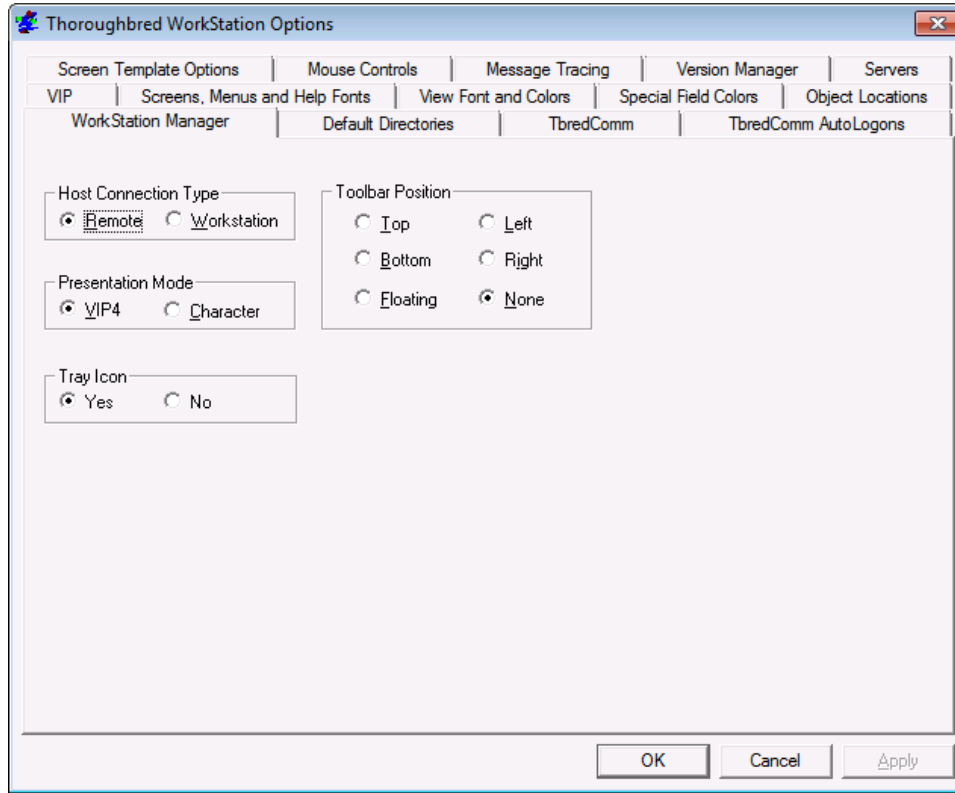 Thoroughbred WorkStation Options
Screen Template Options Mouse Controls Message Tracing Version Manager Servers
VIP Screens, Menus and Help Fonts View Font and Colors Special Field Colors Object Locations
WorkStation Manager Default Directories TbredComm TbredComm AutoLogons
Host Connection Type
Remote Workstation
Presentation Mode
VIP4 Character
Tray Icon
Yes No
Toolbar Position
Top Left
Bottom Right
Floating None
OK Cancel Apply